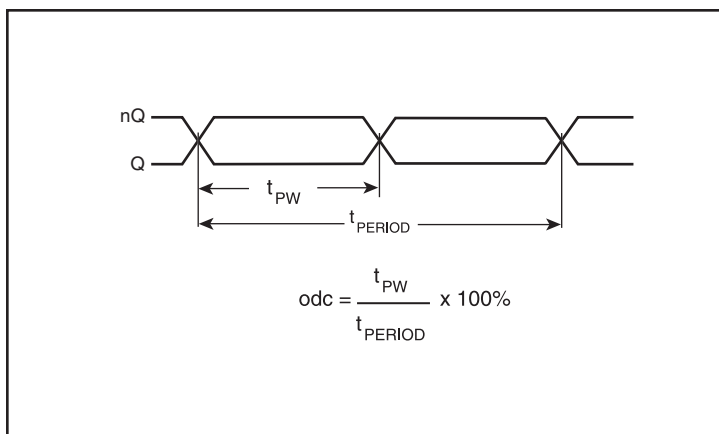 nQ
Q
t PW
t PERIOD
odc = t PW / t PERIOD x 100%